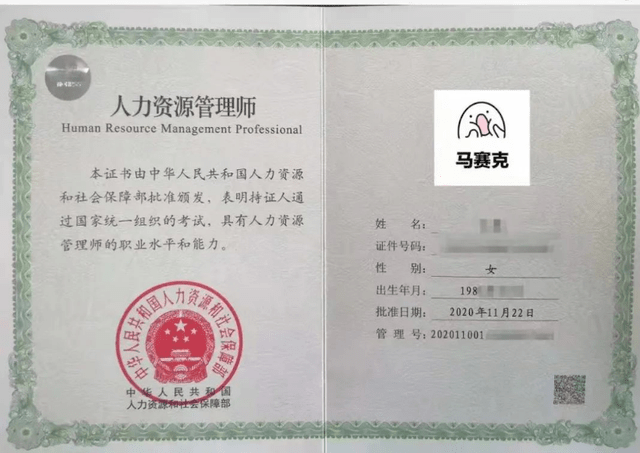 人力资源管理师
Human Resource Management Professional
本证书由中华人民共和国人力资源
和社会保障部批准颁发，表明持证人通
过国家统一组织的考试，具有人力资源
管理师的职业水平和能力。
中华人民共和国人力资源和社会保障部
中华人民共和国
人力资源和社会保障部
马赛克
姓 名：
证件号码：
性 别： 女
出生年月： 198
批准日期： 2020年11月22日
管 理 号： 202011001